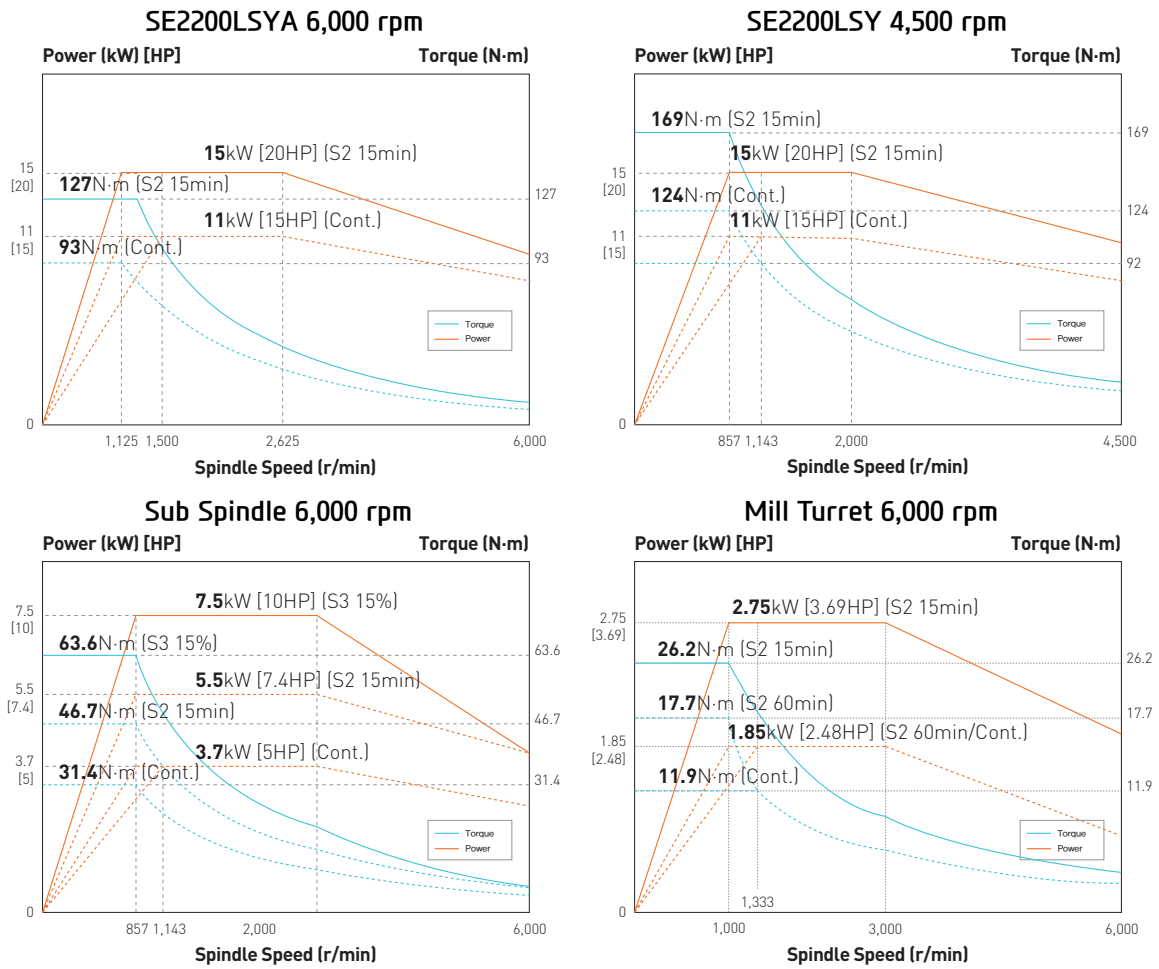 SE2200LSYA 6,000 rpm
Power (kW) [HP]
Torque (N·m)
15kW [20HP] (S2 15min)
15
[20]
127N·m (S2 15min)
127
11kW [15HP] (Cont.)
11
[15]
93N·m (Cont.)
93
Torque
Power
0
1,125
1,500
2,625
6,000
Spindle Speed (r/min)
SE2200LSY 4,500 rpm
Power (kW) [HP]
Torque (N·m)
169N·m (S2 15min)
169
15kW [20HP] (S2 15min)
15
[20]
124N·m (Cont.)
124
11kW [15HP] (Cont.)
11
[15]
92
Torque
Power
0
857
1,143
2,000
4,500
Spindle Speed (r/min)
Sub Spindle 6,000 rpm
Power (kW) [HP]
Torque (N·m)
7.5kW [10HP] (S3 15%)
7.5
[10]
63.6N·m (S3 15%)
63.6
5.5kW [7.4HP] (S2 15min)
5.5
[7.4]
46.7N·m (S2 15min)
46.7
3.7kW [5HP] (Cont.)
3.7
[5]
31.4N·m (Cont.)
31.4
Torque
Power
0
857
1,143
2,000
6,000
Spindle Speed (r/min)
Mill Turret 6,000 rpm
Power (kW) [HP]
Torque (N·m)
2.75kW [3.69HP] (S2 15min)
2.75
[3.69]
26.2N·m (S2 15min)
26.2
17.7N·m (S2 60min)
17.7
1.85kW [2.48HP] (S2 60min/Cont.)
1.85
[2.48]
11.9N·m (Cont.)
11.9
Torque
Power
0
1,333
1,000
3,000
6,000
Spindle Speed (r/min)